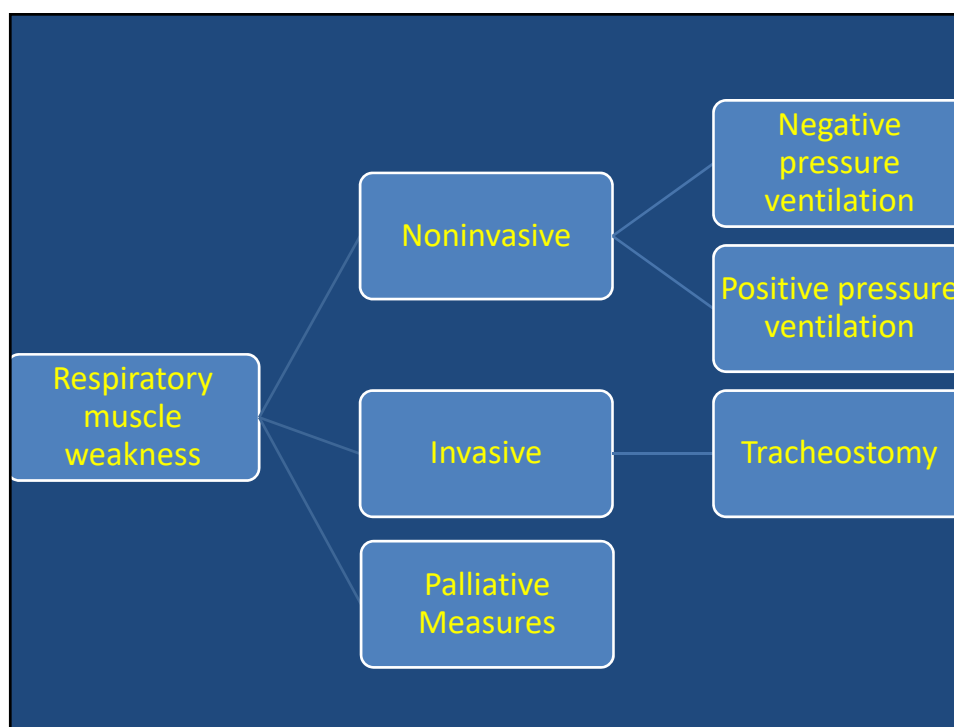 Respiratory
muscle
weakness
Noninvasive
Negative
pressure
ventilation
Positive pressure
ventilation
Invasive
Tracheostomy
Palliative
Measures